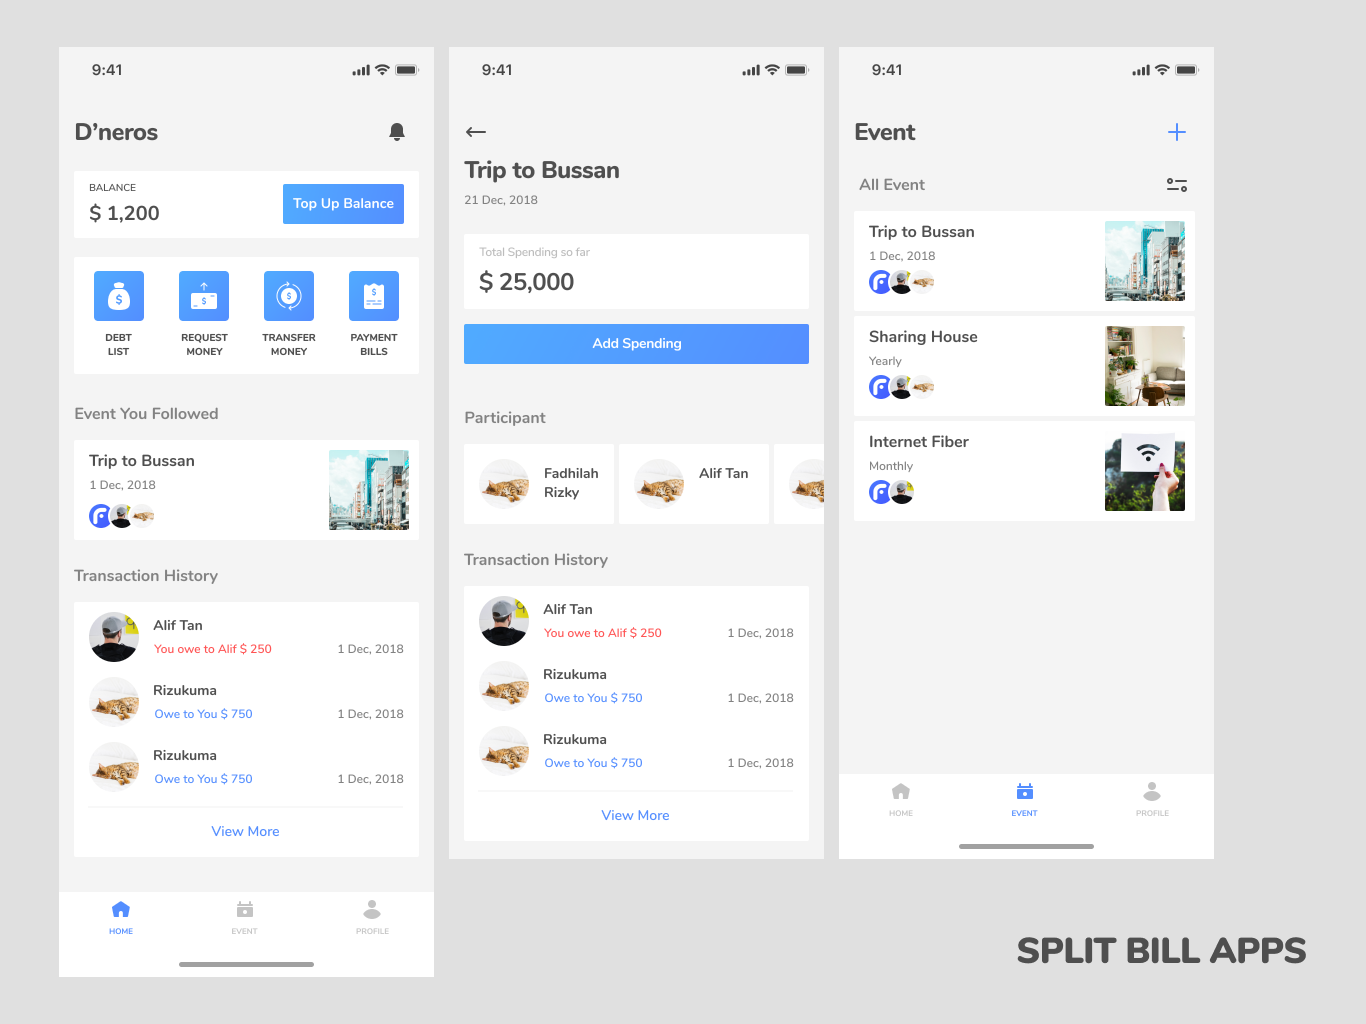 9:41
D'neros
BALANCE
$ 1,200
Top Up Balance
DEBT
LIST
REQUEST
MONEY
TRANSFER
MONEY
PAYMENT
BILLS
Event You Followed
Trip to Bussan
1 Dec, 2018
Transaction History
Alif Tan
You owe to Alif $ 250
1 Dec, 2018
Rizukuma
Owe to You $ 750
1 Dec, 2018
Rizukuma
Owe to You $ 750
1 Dec, 2018
View More
HOME
EVENT
PROFILE
9:41
Trip to Bussan
21 Dec, 2018
Total Spending so far
$ 25,000
Add Spending
Participant
Fadhilah
Rizky
Alif Tan
Transaction History
Alif Tan
You owe to Alif $ 250
1 Dec, 2018
Rizukuma
Owe to You $ 750
1 Dec, 2018
Rizukuma
Owe to You $ 750
1 Dec, 2018
View More
9:41
Event
All Event
Trip to Bussan
1 Dec, 2018
Sharing House
Yearly
Internet Fiber
Monthly
HOME
EVENT
PROFILE
SPLIT BILL APPS